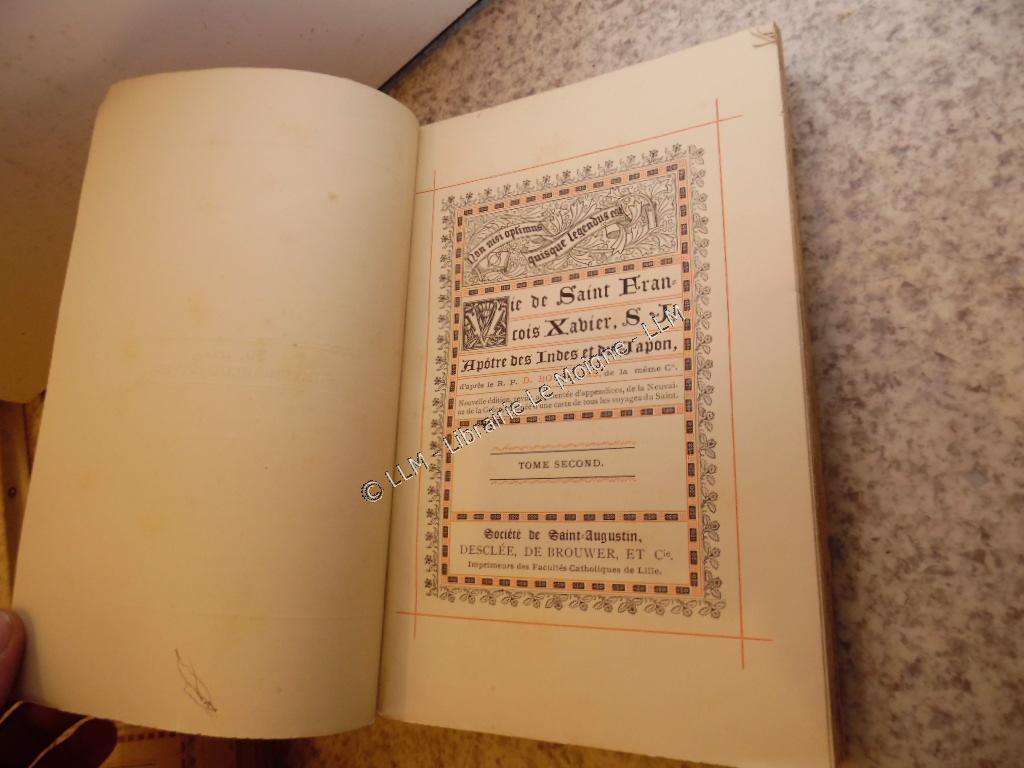 Non nisi optimus
quisque legendus est
Vie de Saint Fran-
cois Xavier, S. J.
Apôtre des Indes et du Japon,
d'après le R. P. D. de la même Cie.
Nouvelle édition, augmentée d'appendices, de la Neuvai-
ne de la et d'une carte de tous les voyages du Saint.
TOME SECOND.
Société de Saint-Augustin,
DESCLÉE, DE BROUWER, ET Cie.
Imprimeurs des Facultés Catholiques de Lille.
© LLM - Librairie Le Moigne - LLM